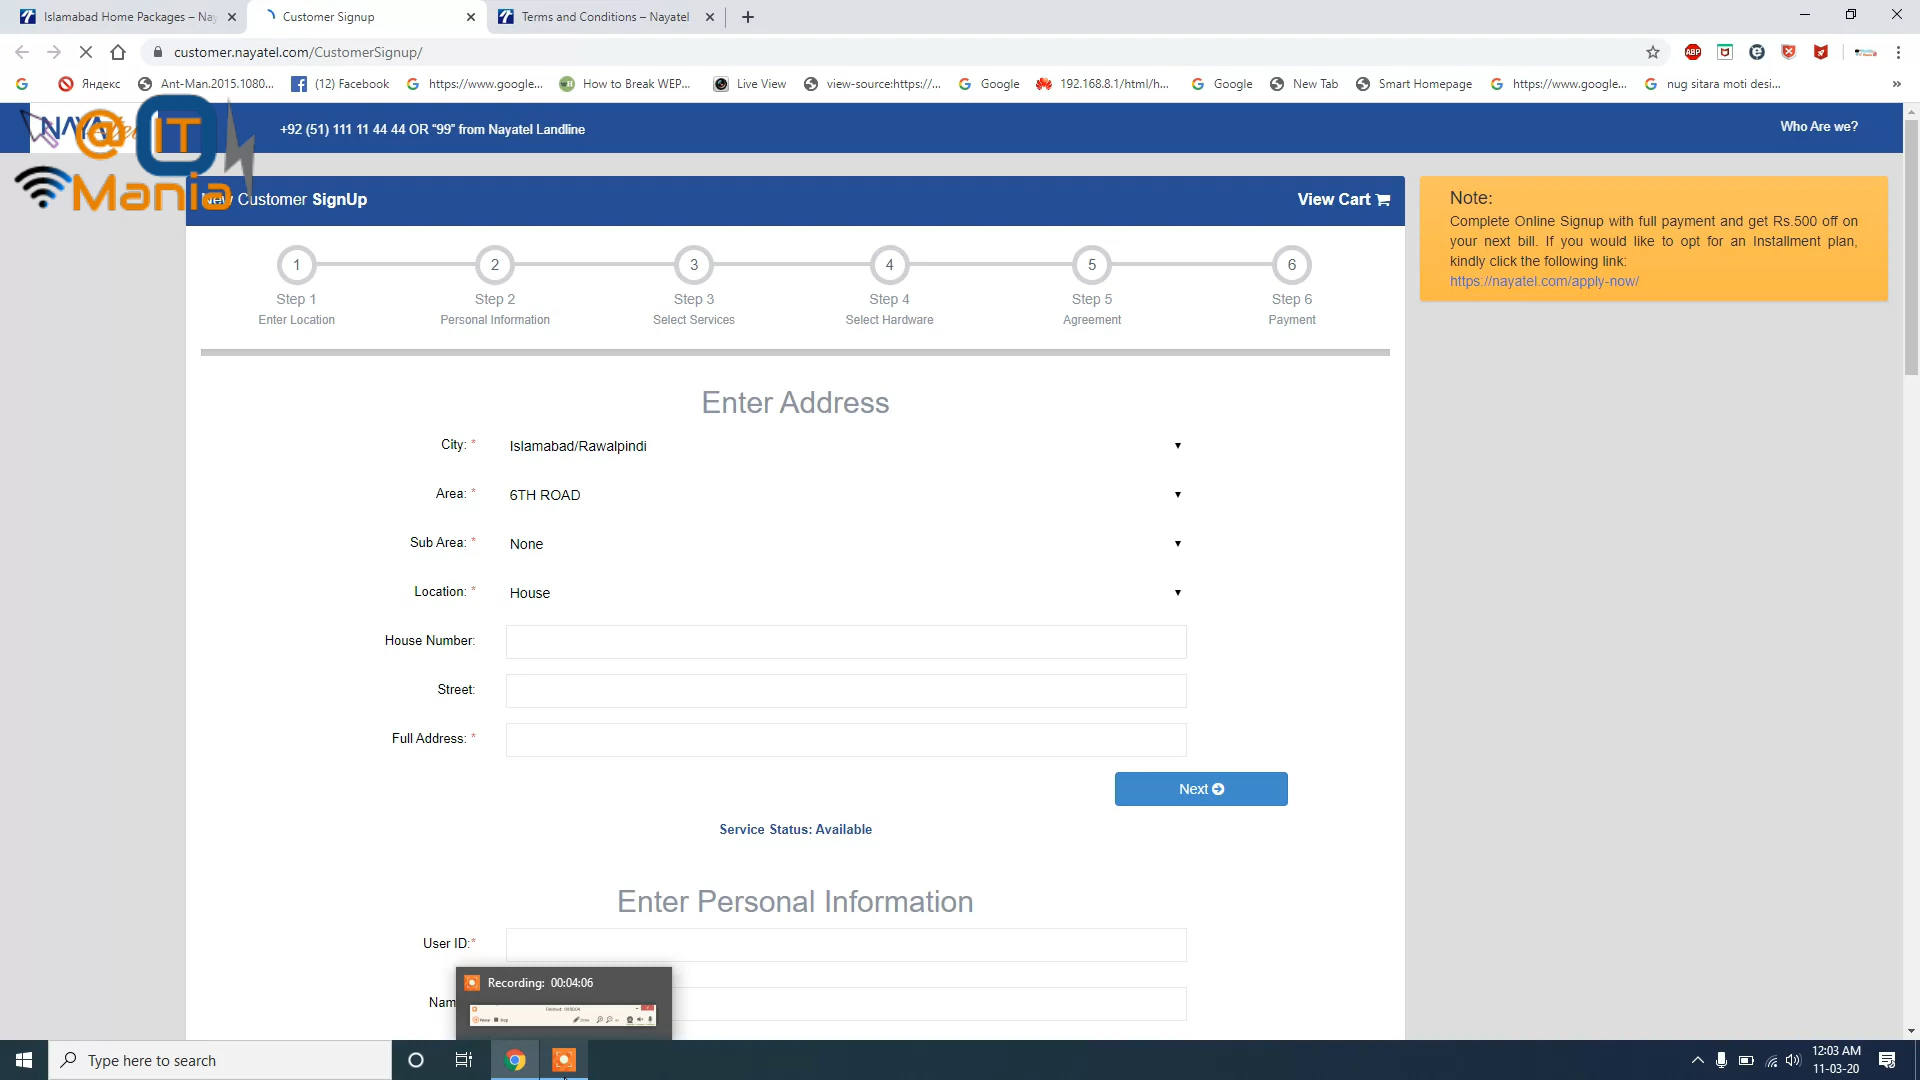 Islamabad Home Packages – Nay
Customer Signup
Terms and Conditions – Nayatel
customer.nayatel.com/CustomerSignup/
ABP
Яндекс
Ant-Man.2015.1080...
(12) Facebook
https://www.google...
How to Break WEP...
Live View
view-source:https://...
Google
192.168.8.1/html/h...
Google
New Tab
Smart Homepage
https://www.google...
nug sitara moti desi...
»
+92 (51) 111 11 44 44 OR "99" from Nayatel Landline
Who Are we?
@ IT
Mania
New Customer SignUp
View Cart
1
2
3
4
5
6
Step 1
Step 2
Step 3
Step 4
Step 5
Step 6
Enter Location
Personal Information
Select Services
Select Hardware
Agreement
Payment
Note:
Complete Online Signup with full payment and get Rs.500 off on
your next bill. If you would like to opt for an Installment plan,
kindly click the following link:
https://nayatel.com/apply-now/
Enter Address
City: * Islamabad/Rawalpindi
Area: * 6TH ROAD
Sub Area: * None
Location: * House
House Number:
Street:
Full Address: *
Next
Service Status: Available
Enter Personal Information
User ID:*
Nam
Recording: 00:04:06
Type here to search
12:03 AM
11-03-20